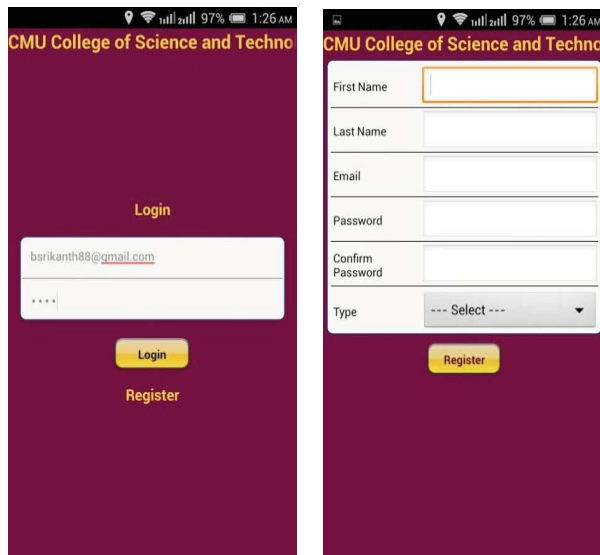 97% 1:26 AM
CMU College of Science and Techno
Login
bsrikanth88@gmail.com
••••
Login
Register
97% 1:26 AM
CMU College of Science and Techno
First Name
Last Name
Email
Password
Confirm
Password
Type
--- Select ---
Register